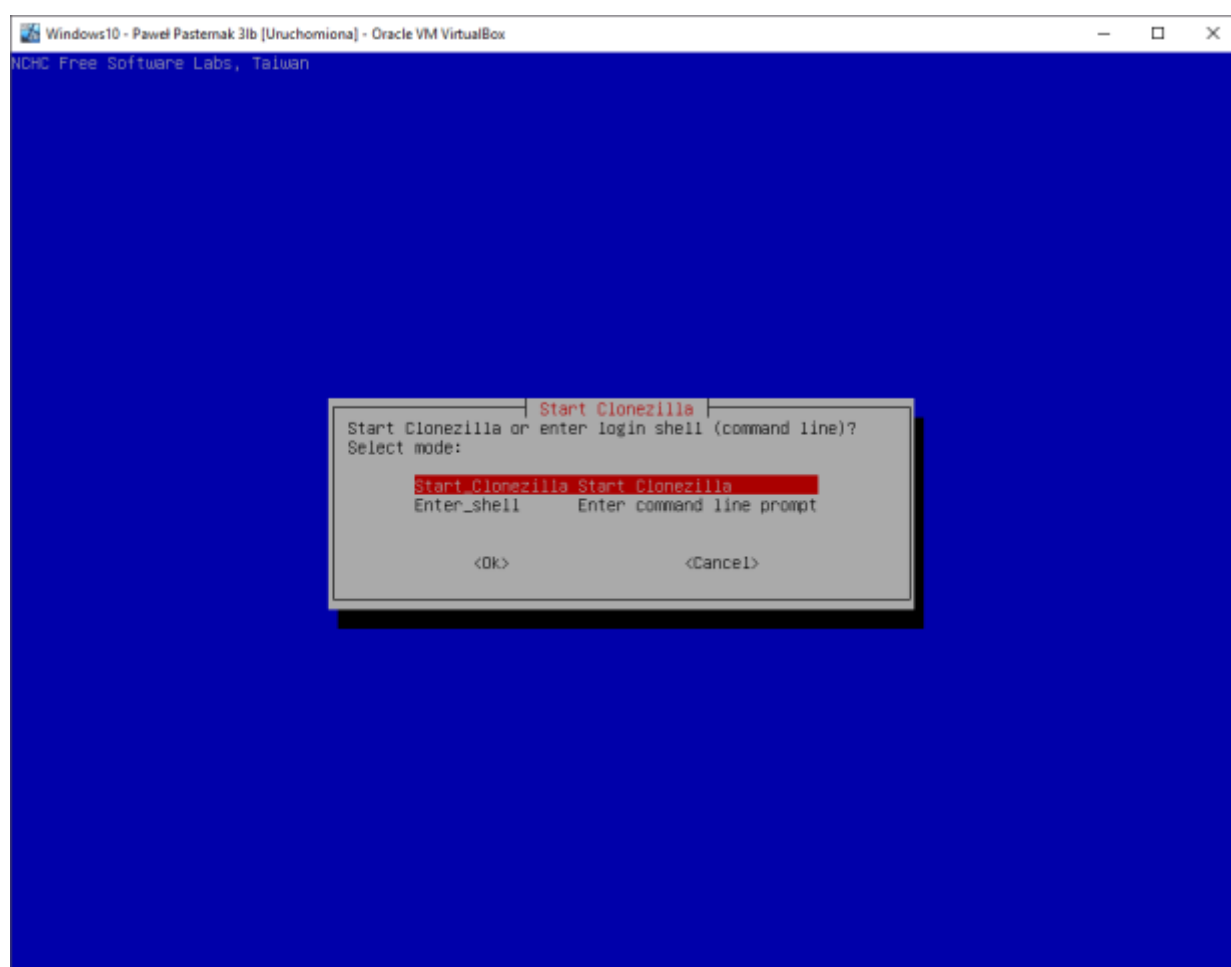 Windows10 - Paweł Pasternak 3lb [Uruchomiona] - Oracle VM VirtualBox
NCHC Free Software Labs, Taiwan
Start Clonezilla
Start Clonezilla or enter login shell (command line)?
Select mode:
Start_Clonezilla Start Clonezilla
Enter_shell Enter command line prompt
<Ok> <Cancel>